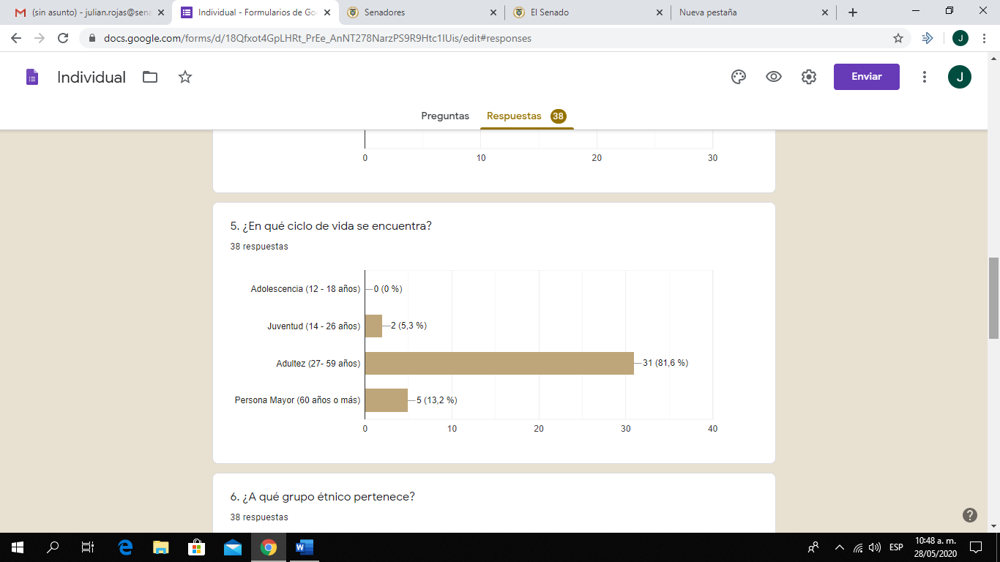 (sin asunto) - julian.rojas@sena
Individual - Formularios de Go
Senadores
El Senado
Nueva pestaña
docs.google.com/forms/d/18Qfxot4GpLHRt_PrEe_AnNT278NarzPS9R9Htc1IUis/edit#responses
J
Individual
Enviar
J
Preguntas
Respuestas 38
0 10 20 30
5. ¿En qué ciclo de vida se encuentra?
38 respuestas
Adolescencia (12 - 18 años) 0 (0 %)
Juventud (14 - 26 años) 2 (5,3 %)
Adultez (27- 59 años) 31 (81,6 %)
Persona Mayor (60 años o más) 5 (13,2 %)
0 10 20 30 40
6. ¿A qué grupo étnico pertenece?
38 respuestas
ESP
10:48 a. m.
28/05/2020